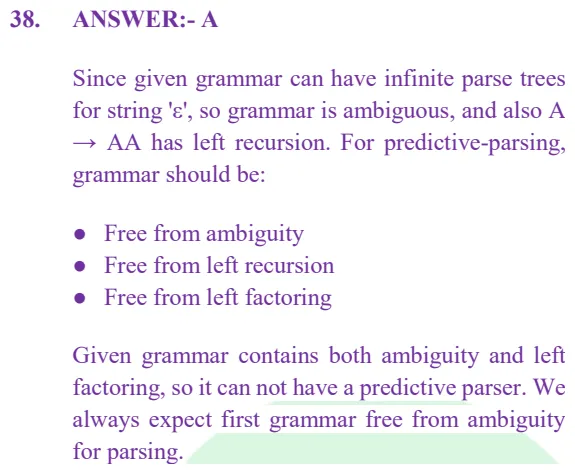 38. ANSWER:- A
Since given grammar can have infinite parse trees
for string 'ε', so grammar is ambiguous, and also A
→ AA has left recursion. For predictive-parsing,
grammar should be:
● Free from ambiguity
● Free from left recursion
● Free from left factoring
Given grammar contains both ambiguity and left
factoring, so it can not have a predictive parser. We
always expect first grammar free from ambiguity
for parsing.